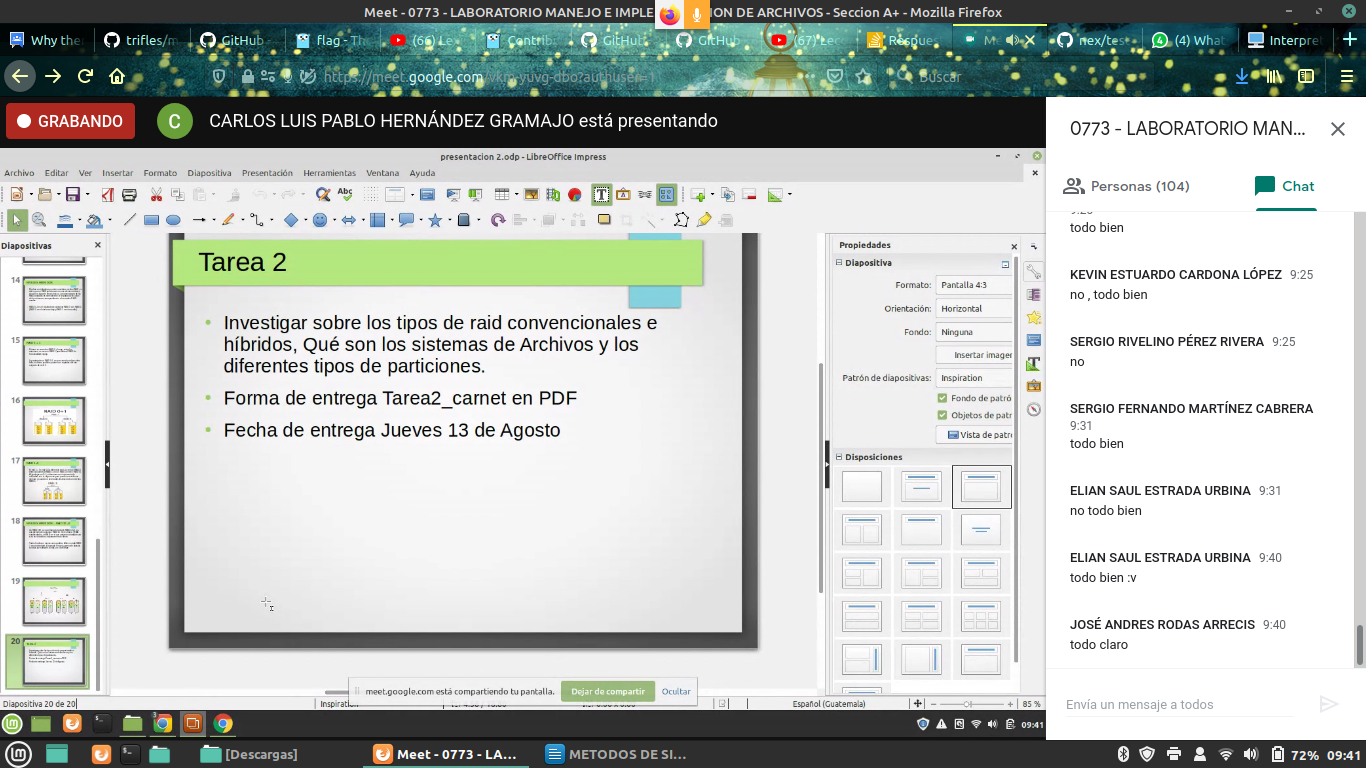 Meet - 0773 - LABORATORIO MANEJO E IMPLE ION DE ARCHIVOS - Seccion A+ - Mozilla Firefox
Why the
trifles/m
GitHub
flag - Th
(60) Le
Contrib
GitHub
GitHub
(67) Lec
Respue
M
nex/test
(4) What
Interpret
https://meet.google.com/vkm-yuvg-dbo?authuser=1
Buscar
GRABANDO
C
CARLOS LUIS PABLO HERNÁNDEZ GRAMAJO está presentando
presentacion 2.odp - LibreOffice Impress
Archivo Editar Ver Insertar Formato Diapositiva Presentación Herramientas Ventana Ayuda
Diapositivas
14
15
16
17
18
19
20
Tarea 2
Investigar sobre los tipos de raid convencionales e
híbridos, Qué son los sistemas de Archivos y los
diferentes tipos de particiones.
Forma de entrega Tarea2_carnet en PDF
Fecha de entrega Jueves 13 de Agosto
Propiedades
Diapositiva
Formato: Pantalla 4:3
Orientación: Horizontal
Fondo: Ninguna
Insertar imagen
Patrón de diapositivas: Inspiration
Fondo de patró
Objetos de patr
Vista de patró
Disposiciones
meet.google.com está compartiendo tu pantalla. Dejar de compartir Ocultar
Diapositiva 20 de 20
Inspiration
Español (Guatemala)
85 %
09:41
0773 - LABORATORIO MAN...
Personas (104)
Chat
9:25
todo bien
KEVIN ESTUARDO CARDONA LÓPEZ 9:25
no , todo bien
SERGIO RIVELINO PÉREZ RIVERA 9:25
no
SERGIO FERNANDO MARTÍNEZ CABRERA
9:31
todo bien
ELIAN SAUL ESTRADA URBINA 9:31
no todo bien
ELIAN SAUL ESTRADA URBINA 9:40
todo bien :v
JOSÉ ANDRES RODAS ARRECIS 9:40
todo claro
Envía un mensaje a todos
[Descargas]
Meet - 0773 - LA...
METODOS DE SI...
72% 09:41